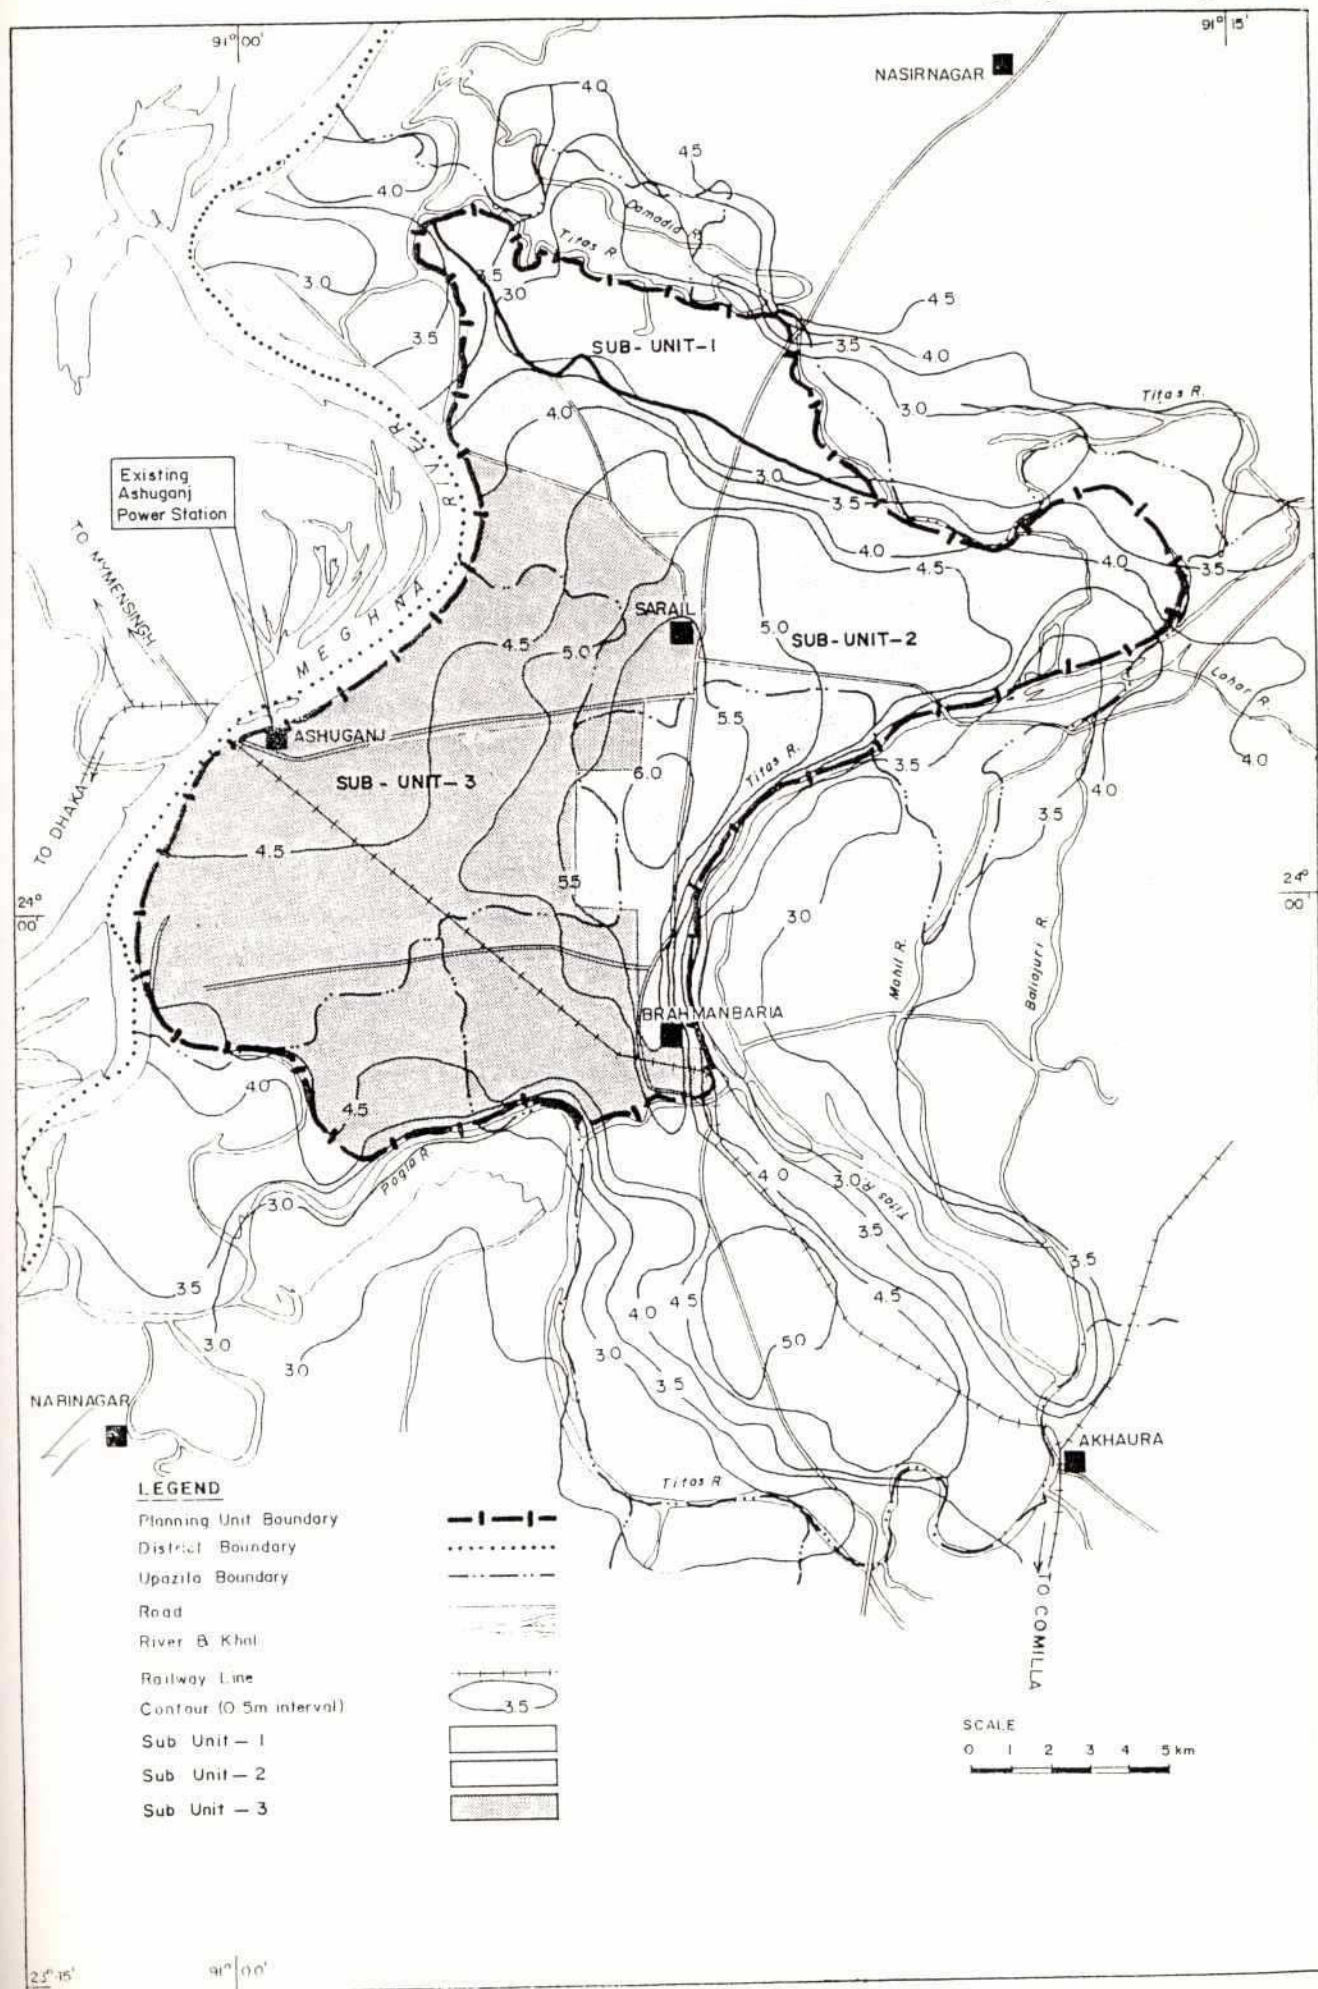 91° 00'
91° 15'
NASIRNAGAR
4.0
4.5
4.0
Damadia R.
Titas R.
3.0
3.5
3.0
4.5
3.5
SUB-UNIT-1
3.5
4.0
Titas R.
4.0
3.0
MEGHNA RIVER
Existing
Ashuganj
Power Station
3.0
3.5
TO MYMENSINGH
4.0
4.5
4.0
3.5
SARAIL
5.0
SUB-UNIT-2
4.5
5.0
Lahar R.
5.5
ASHUGANJ
Titas R.
3.5
4.0
SUB-UNIT-3
6.0
4.0
3.5
TO DHAKA
4.5
5.5
24°
00'
24°
00'
3.0
Mahil R.
Baliajuri R.
BRAHMANBARIA
4.0
4.5
Pagla R.
4.0
3.0
Titas R.
3.0
3.5
3.5
3.5
4.0
4.5
4.5
3.0
3.0
3.0
5.0
3.5
NABINAGAR
AKHAURA
Titas R
LEGEND
Planning Unit Boundary
District Boundary
Upazila Boundary
Road
River & Khal
Railway Line
Contour (0.5m interval)
3.5
Sub Unit-1
Sub Unit-2
Sub Unit-3
TO COMILLA
SCALE
0 1 2 3 4 5 km
91° 00'